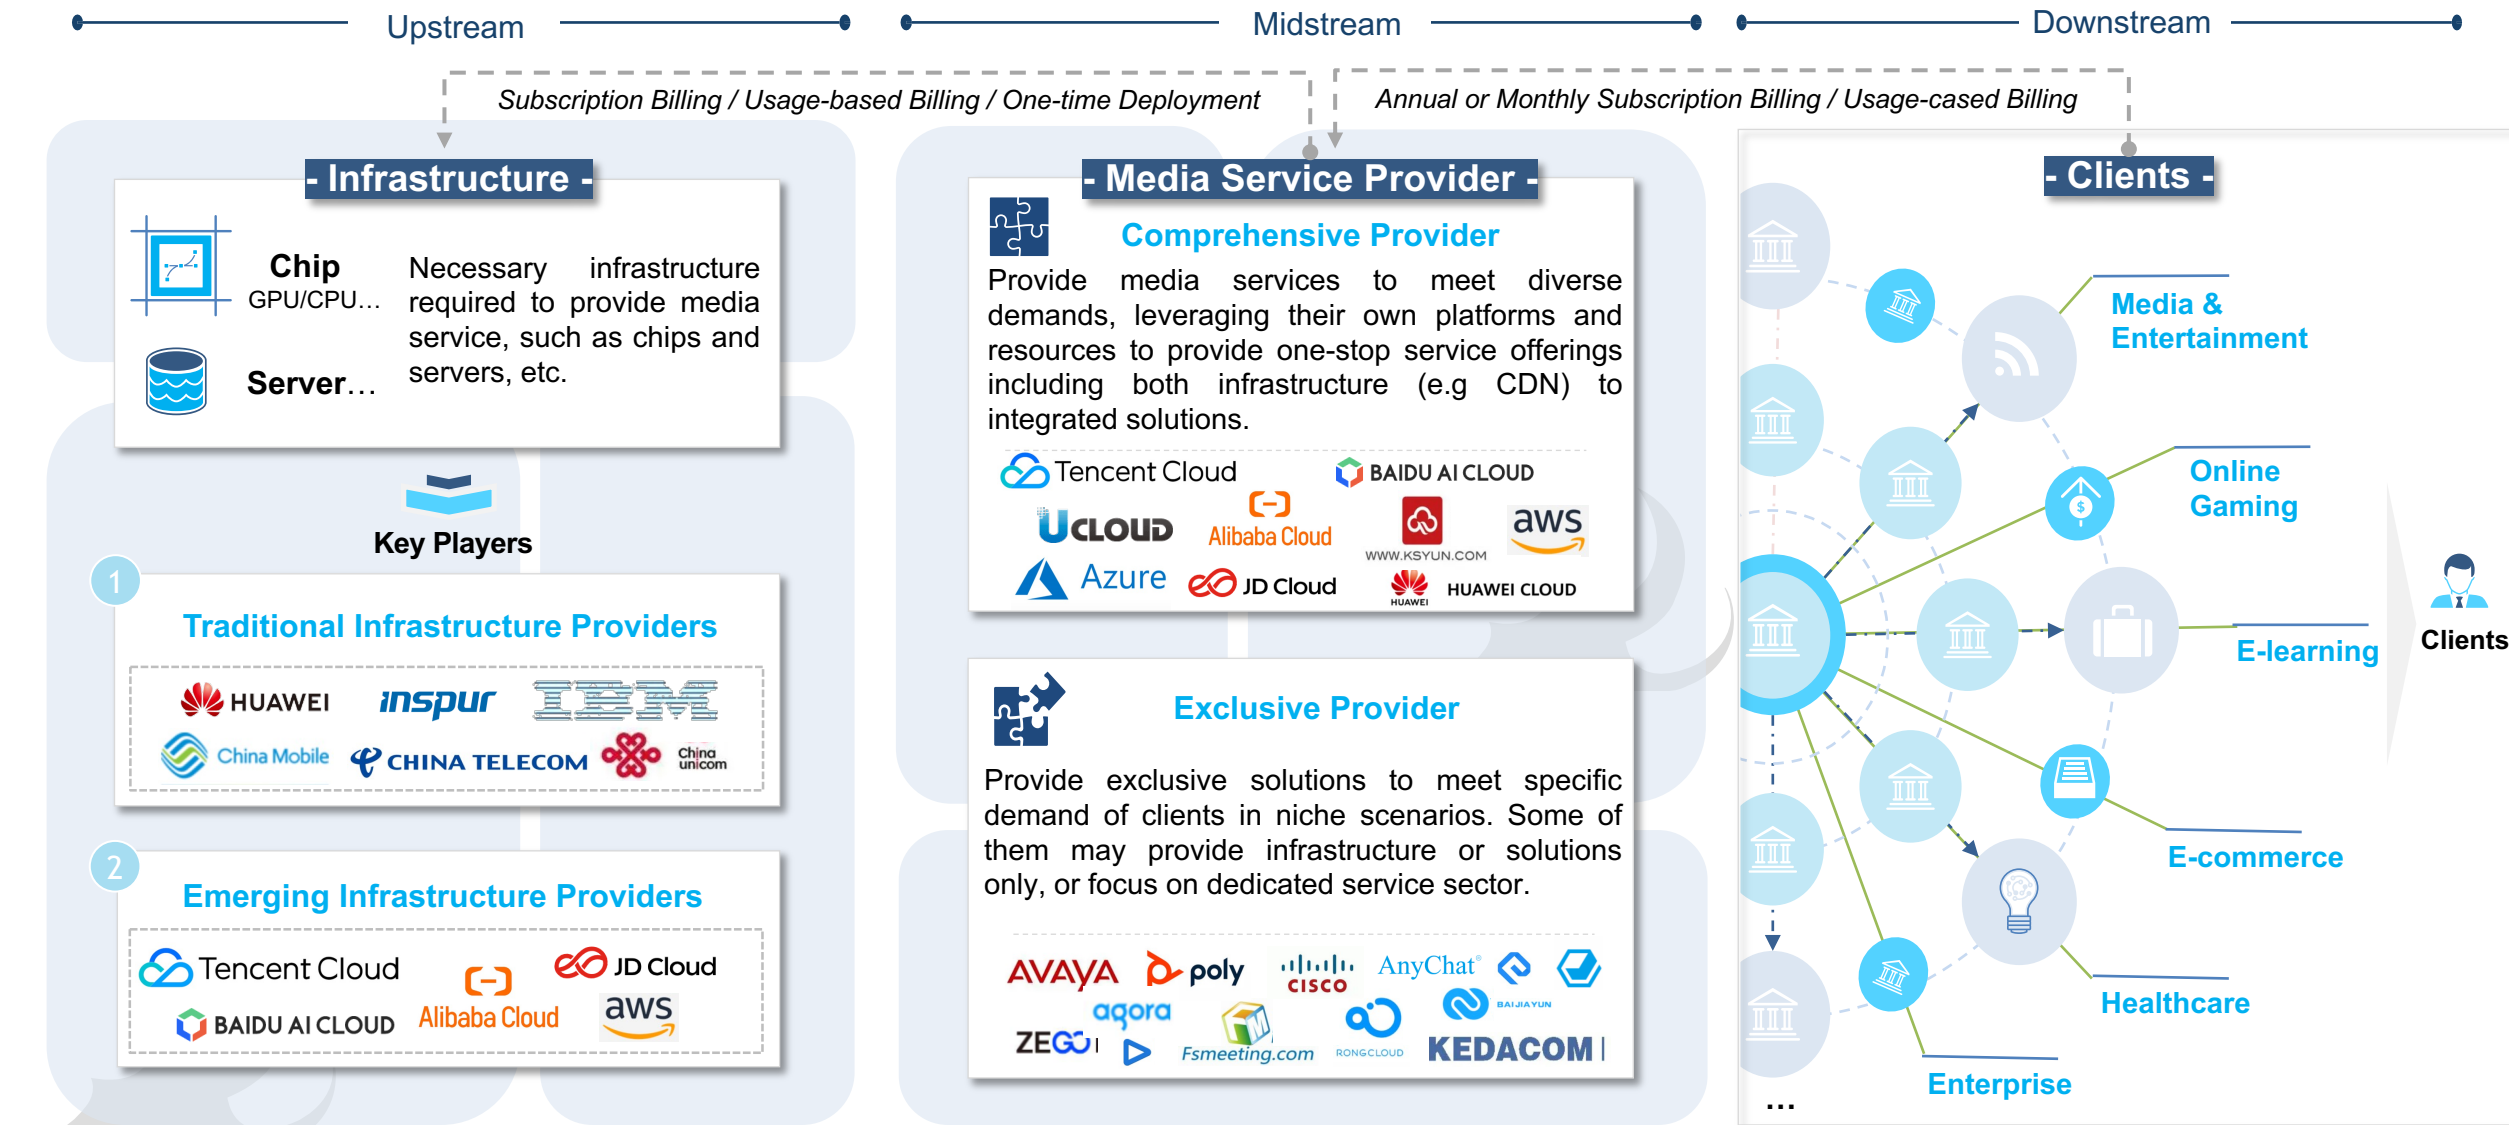 Upstream
Midstream
Downstream
Subscription Billing / Usage-based Billing / One-time Deployment
Annual or Monthly Subscription Billing / Usage-cased Billing
- Infrastructure -
Chip
GPU/CPU…
Server…
Necessary infrastructure
required to provide media
service, such as chips and
servers, etc.
Key Players
1
Traditional Infrastructure Providers
HUAWEI
inspur
IBM
China Mobile
CHINA TELECOM
China
unicom
2
Emerging Infrastructure Providers
Tencent Cloud
JD Cloud
BAIDU AI CLOUD
Alibaba Cloud
aws
- Media Service Provider -
Comprehensive Provider
Provide media services to meet diverse
demands, leveraging their own platforms and
resources to provide one-stop service offerings
including both infrastructure (e.g CDN) to
integrated solutions.
Tencent Cloud
BAIDU AI CLOUD
UCLOUD
Alibaba Cloud
WWW.KSYUN.COM
aws
Azure
JD Cloud
HUAWEI
HUAWEI CLOUD
Exclusive Provider
Provide exclusive solutions to meet specific
demand of clients in niche scenarios. Some of
them may provide infrastructure or solutions
only, or focus on dedicated service sector.
AVAYA
poly
CISCO
AnyChat®
agora
ZEGO
Fsmeeting.com
RONGCLOUD
BAIJIAYUN
KEDACOM
- Clients -
Media &
Entertainment
$
Online
Gaming
E-learning
E-commerce
Healthcare
Enterprise
…
Clients